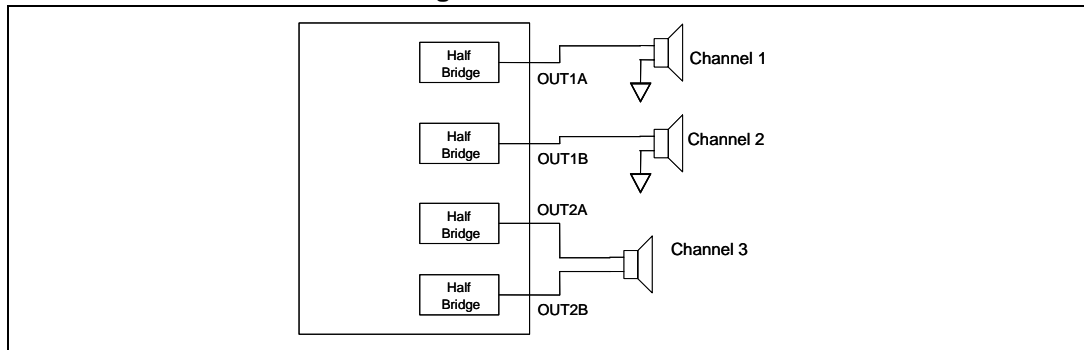 Half
Bridge
OUT1A
Channel 1
Half
Bridge
OUT1B
Channel 2
Half
Bridge
OUT2A
Channel 3
Half
Bridge
OUT2B